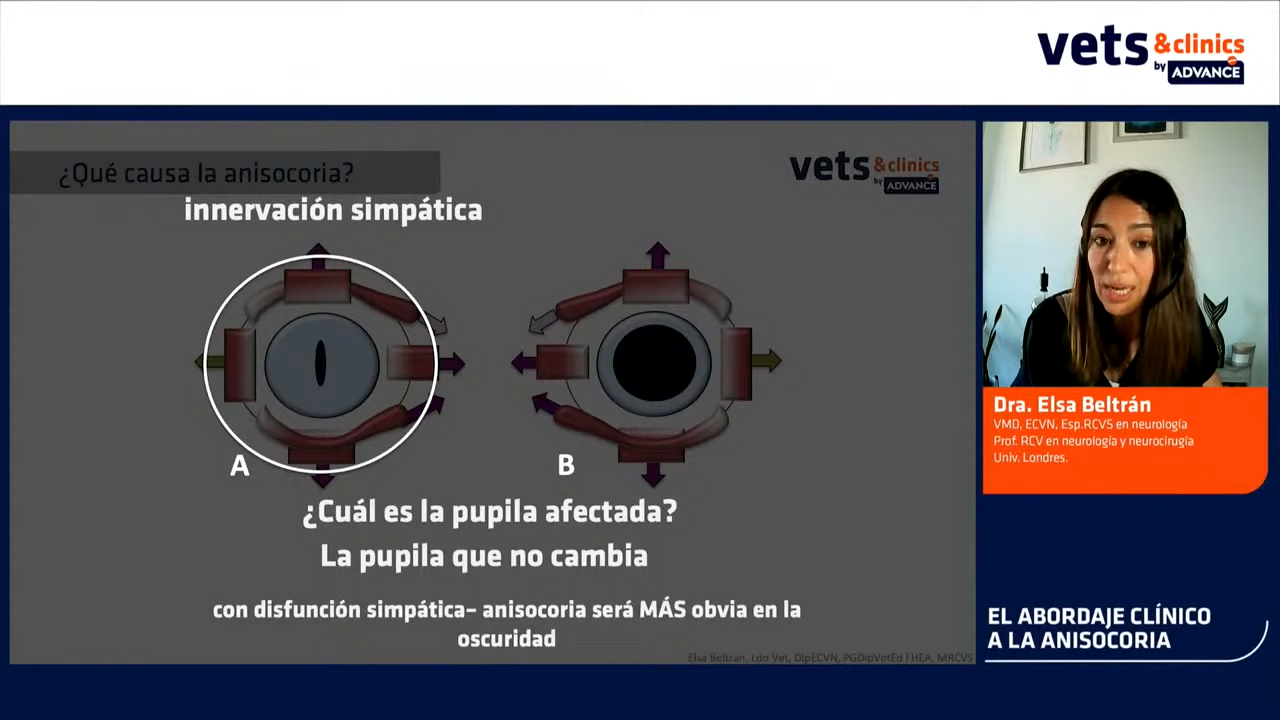 vets &clinics
by ADVANCE
¿Qué causa la anisocoria?
vets &clinics
by ADVANCE
innervación simpática
A
B
¿Cuál es la pupila afectada?
La pupila que no cambia
con disfunción simpática– anisocoria será MÁS obvia en la
oscuridad
Elsa Beltran, Ldo Vet, DipECVN, PGDipVetEd FHEA, MRCVS
Dra. Elsa Beltrán
VMD, ECVN, Esp.RCVS en neurología
Prof. RCV en neurología y neurocirugía
Univ. Londres.
EL ABORDAJE CLÍNICO
A LA ANISOCORIA